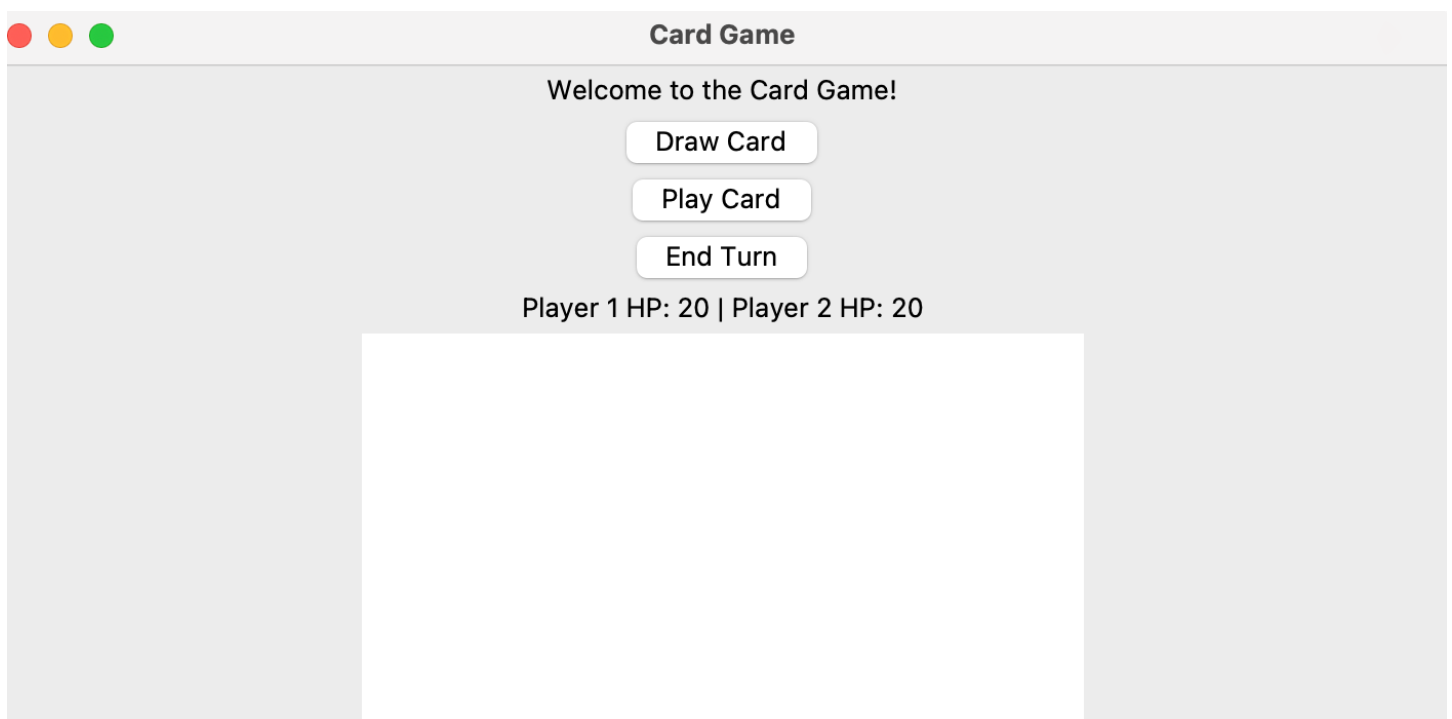 Card Game
Welcome to the Card Game!
Draw Card
Play Card
End Turn
Player 1 HP: 20 | Player 2 HP: 20